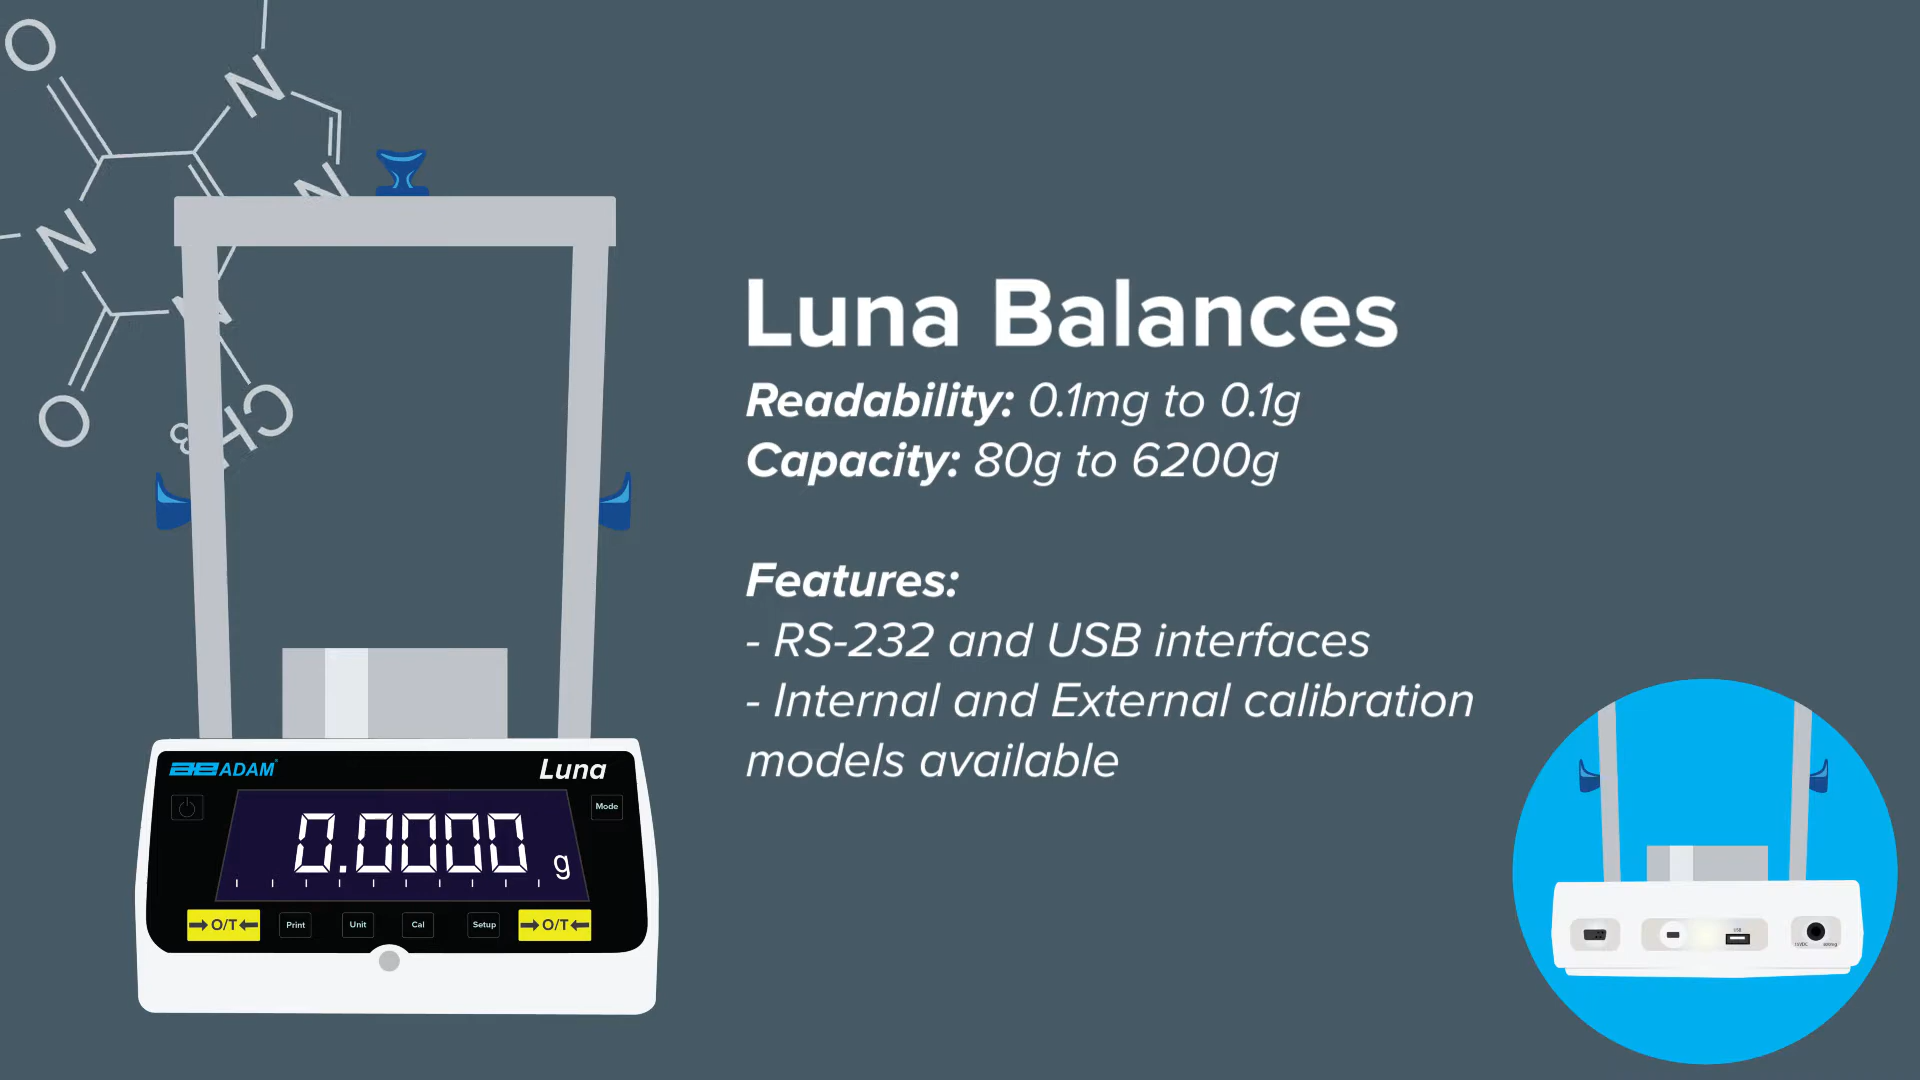 O
N
N
N
N
O
CH3
Luna Balances
Readability: 0.1mg to 0.1g
Capacity: 80g to 6200g
Features:
- RS-232 and USB interfaces
- Internal and External calibration
models available
ADAM
Luna
Mode
0.0000 g
O/T
Print
Unit
Cal
Setup
O/T
USB